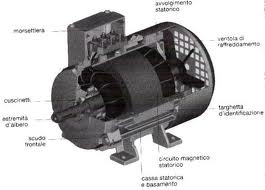 avvolgimento
statorico
morsettiera
ventola di
raffreddamento
cuscinetti
targhetta
d'identificazione
estremità
d'albero
scudo
frontale
circuito magnetico
statorico
cassa statorica
e basamento